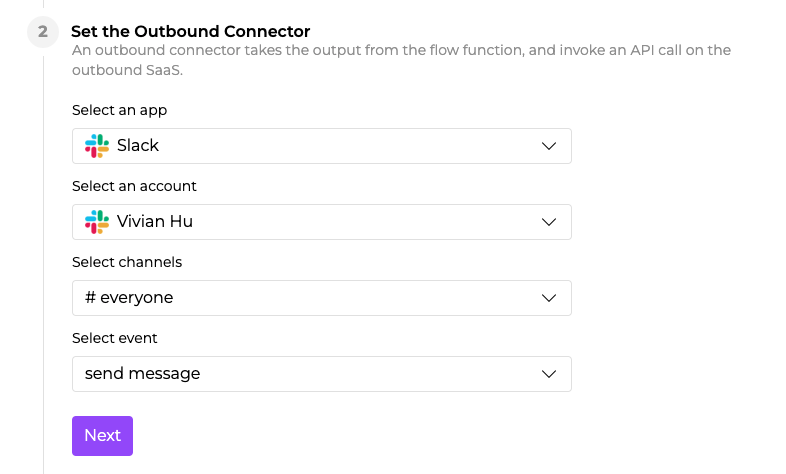 2
Set the Outbound Connector
An outbound connector takes the output from the flow function, and invoke an API call on the
outbound SaaS.
Select an app
Slack
Select an account
Vivian Hu
Select channels
# everyone
Select event
send message
Next